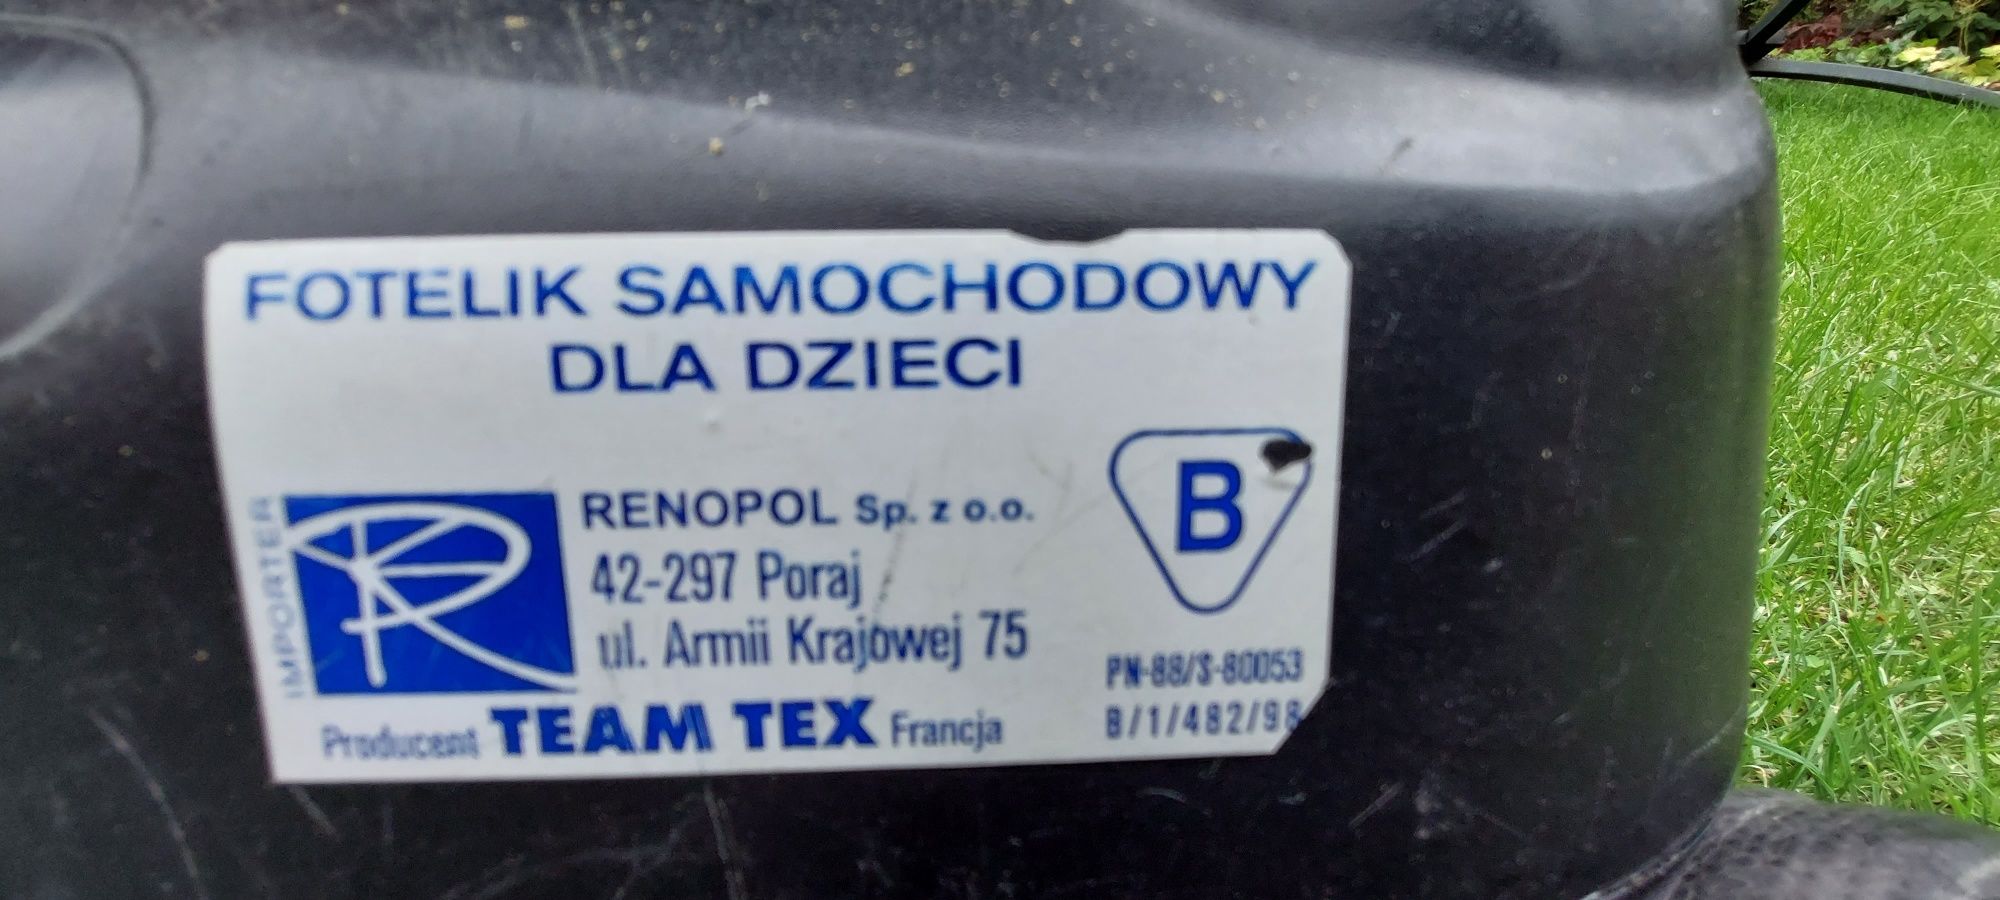 FOTELIK SAMOCHODOWY
DLA DZIECI
IMPORTER
R
RENOPOL Sp. z o.o.
42-297 Poraj
ul. Armii Krajowej 75
Producent TEAM TEX Francja
B
PN-88/S-80053
B/1/482/98